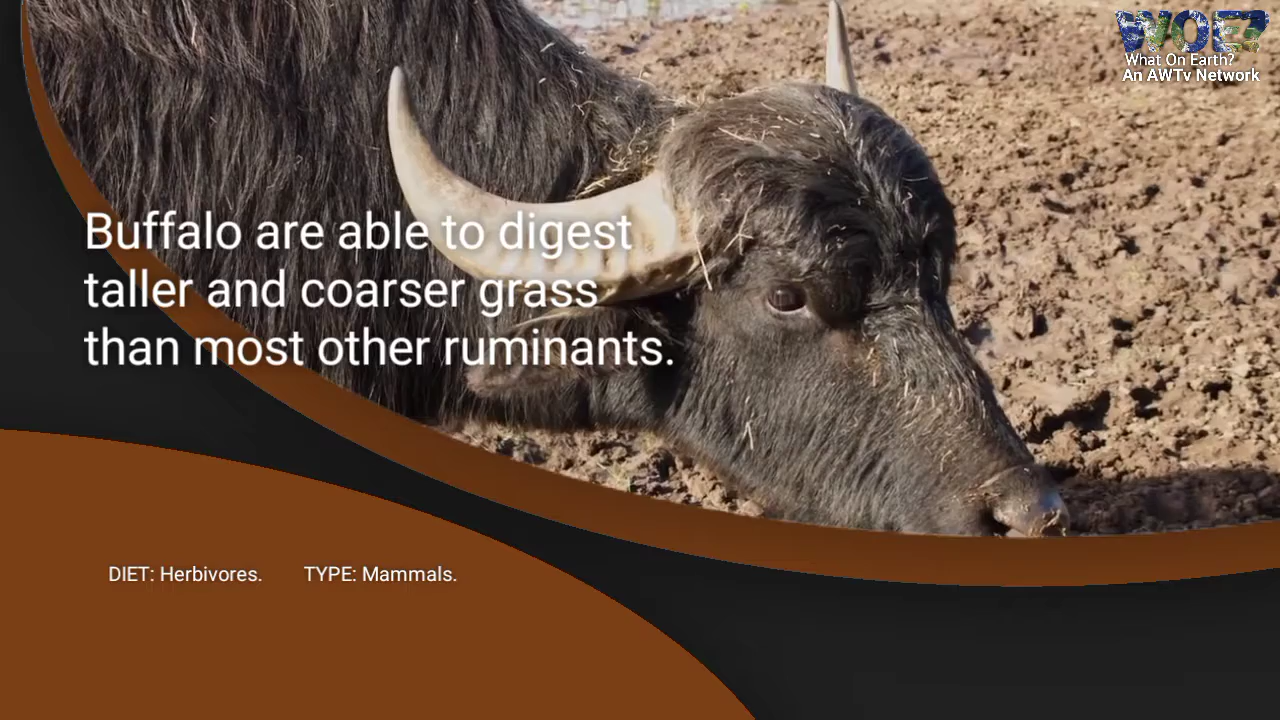 WOE?
What On Earth?
An AWTv Network
Buffalo are able to digest
taller and coarser grass
than most other ruminants.
DIET: Herbivores. TYPE: Mammals.